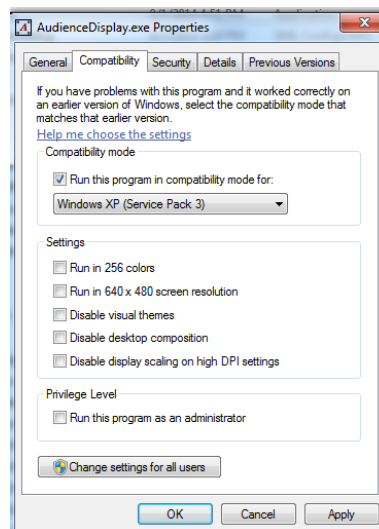 AudienceDisplay.exe Properties
General Compatibility Security Details Previous Versions
If you have problems with this program and it worked correctly on
an earlier version of Windows, select the compatibility mode that
matches that earlier version.
Help me choose the settings
Compatibility mode
Run this program in compatibility mode for:
Windows XP (Service Pack 3)
Settings
Run in 256 colors
Run in 640 x 480 screen resolution
Disable visual themes
Disable desktop composition
Disable display scaling on high DPI settings
Privilege Level
Run this program as an administrator
Change settings for all users
OK Cancel Apply